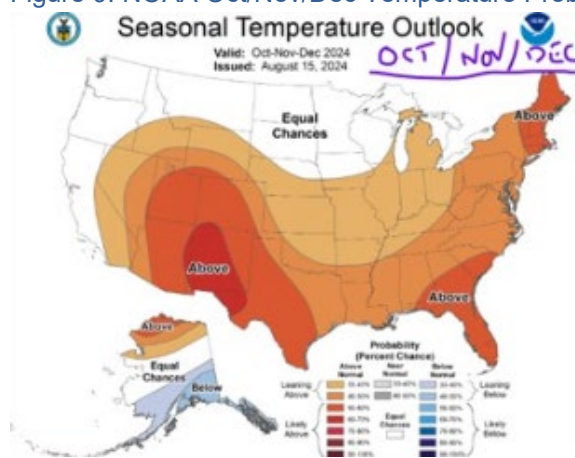 Seasonal Temperature Outlook
Valid: Oct-Nov-Dec 2024
Issued: August 15, 2024
OCT/NOV/DEC
Equal
Chances
Above
Above
Above
Above
Equal
Chances
Below
Probability
(Percent Chance)
Above
Normal
Near
Normal
Below
Normal
Leaning
Above
Likely
Above
Equal
Chances
Leaning
Below
Likely
Below